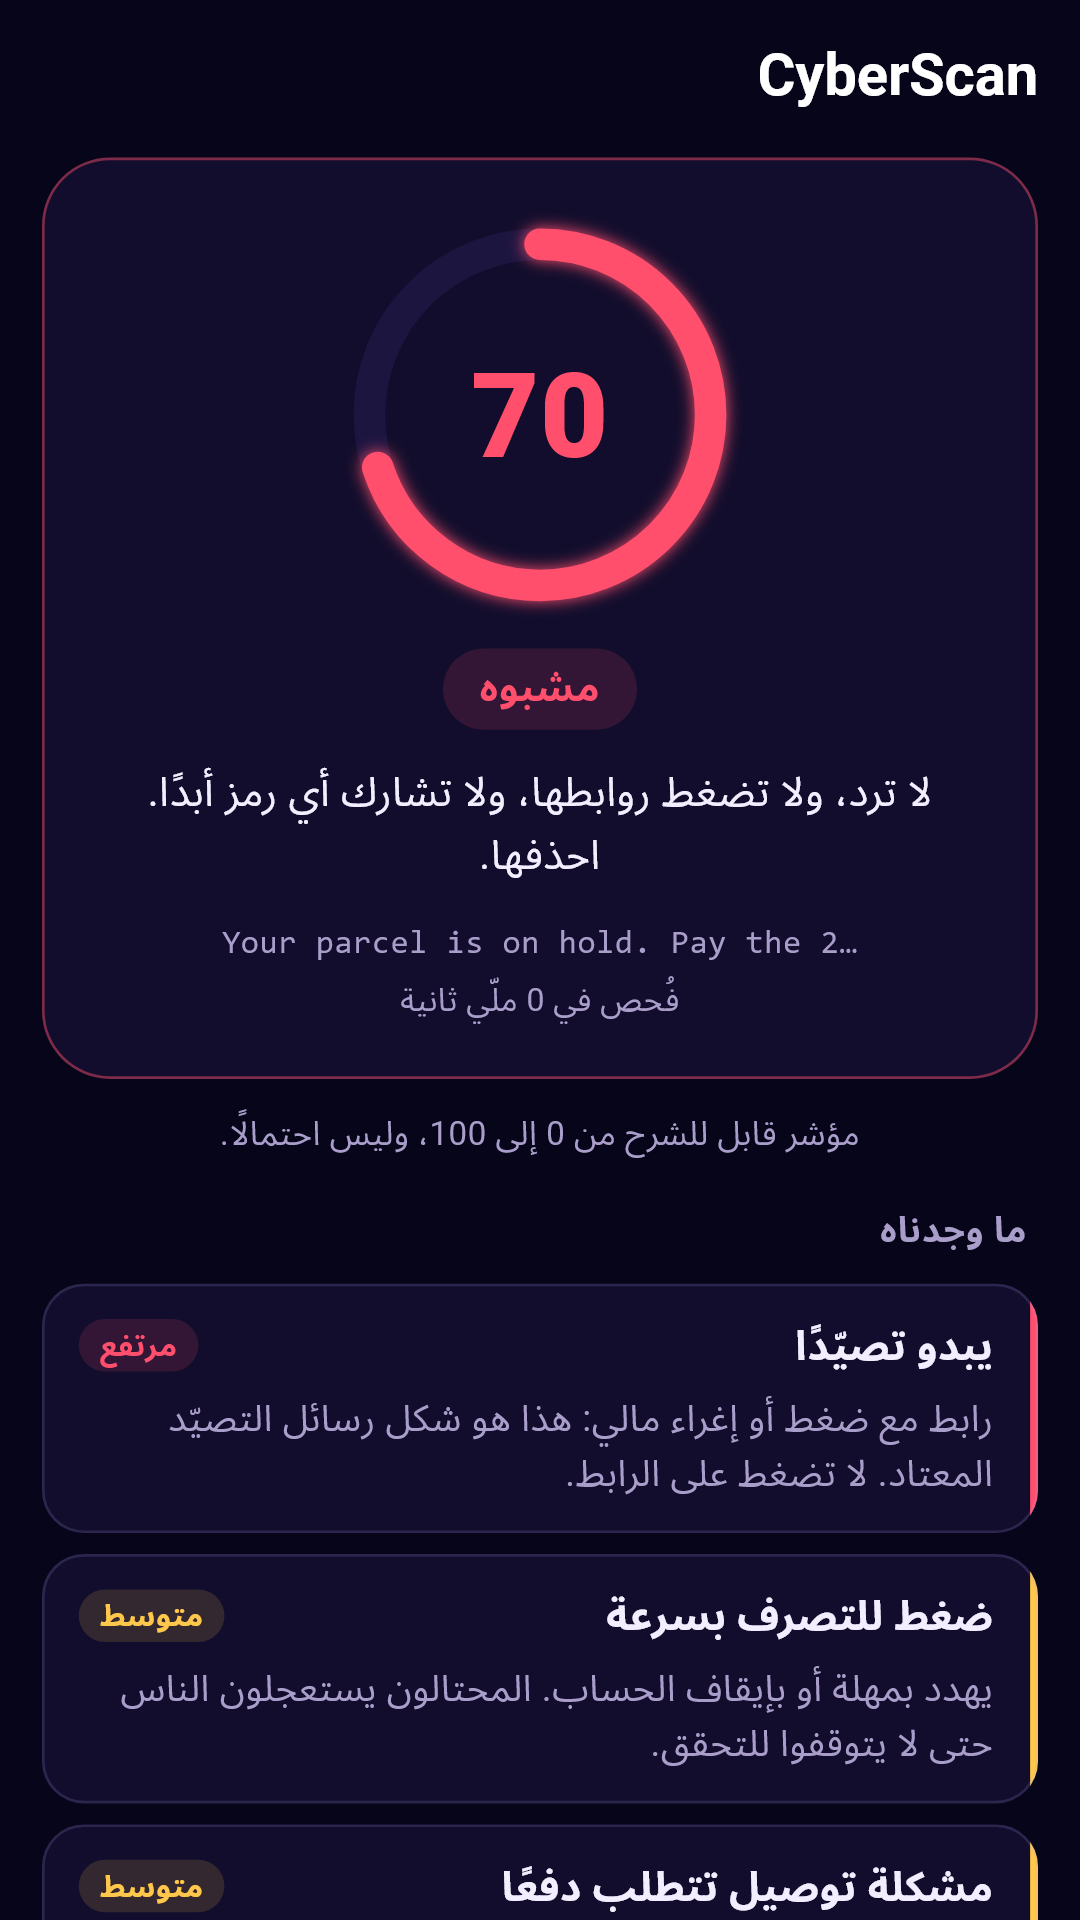 CyberScan
70
مشبوه
لا ترد، ولا تضغط روابطها، ولا تشارك أي رمز أبدًا.
احذفها.
Your parcel is on hold. Pay the 2…
فُحص في 0 ملّي ثانية
مؤشر قابل للشرح من 0 إلى 100، وليس احتمالًا.
ما وجدناه
يبدو تصيّدًا
مرتفع
رابط مع ضغط أو إغراء مالي: هذا هو شكل رسائل التصيّد
المعتاد. لا تضغط على الرابط.
ضغط للتصرف بسرعة
متوسط
يهدد بمهلة أو بإيقاف الحساب. المحتالون يستعجلون الناس
حتى لا يتوقفوا للتحقق.
مشكلة توصيل تتطلب دفعًا
متوسط